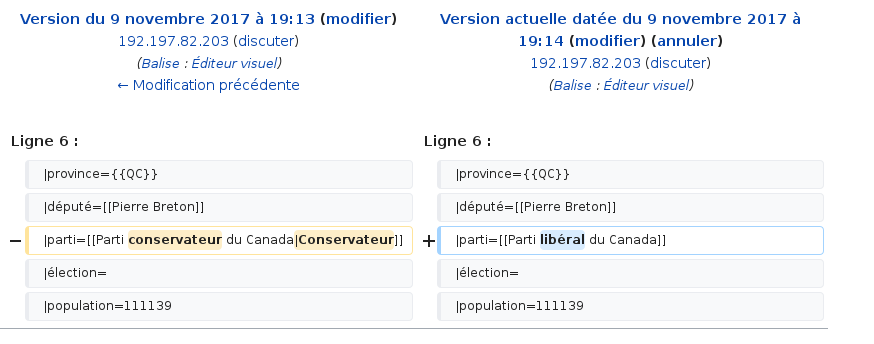 Version du 9 novembre 2017 à 19:13 (modifier)
192.197.82.203 (discuter)
(Balise : Éditeur visuel)
← Modification précédente
Version actuelle datée du 9 novembre 2017 à
19:14 (modifier) (annuler)
192.197.82.203 (discuter)
(Balise : Éditeur visuel)
Ligne 6 :
|province={{QC}}
|député=[[Pierre Breton]]
− |parti=[[Parti conservateur du Canada|Conservateur]]
|élection=
|population=111139
Ligne 6 :
|province={{QC}}
|député=[[Pierre Breton]]
+ |parti=[[Parti libéral du Canada]]
|élection=
|population=111139